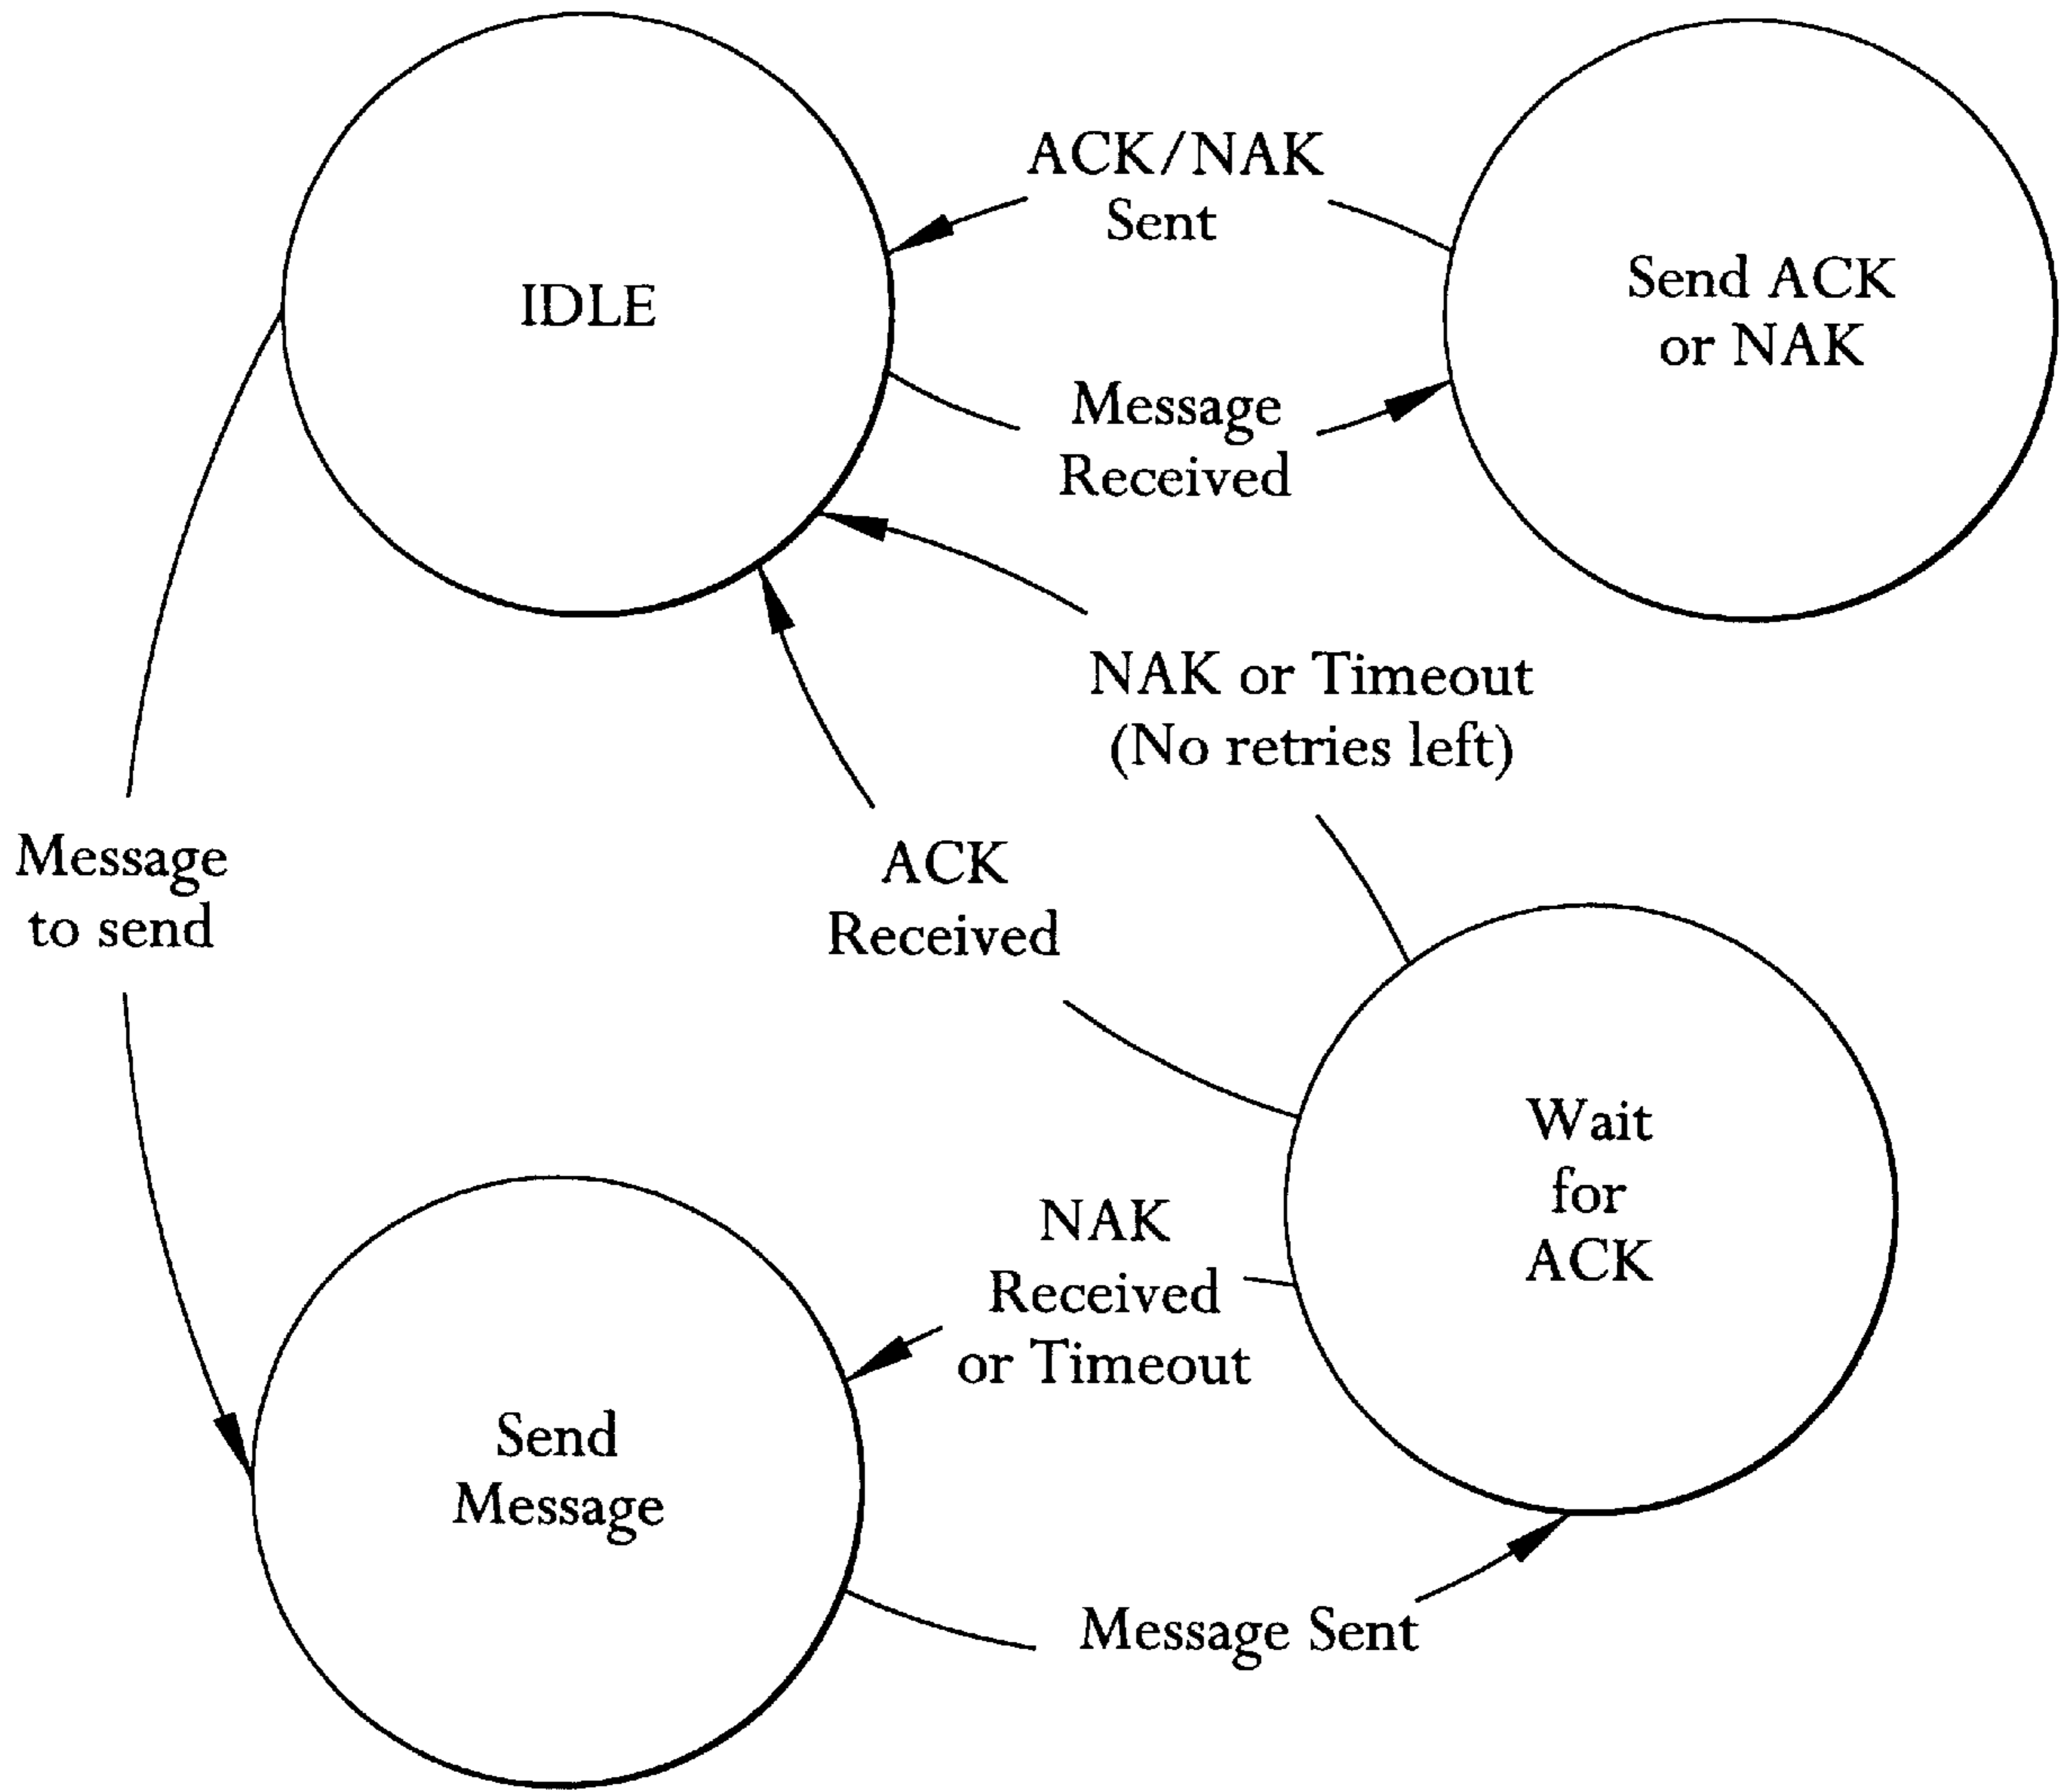 ACK/NAK
Sent
IDLE
Send ACK
or NAK
Message
Received
NAK or Timeout
(No retries left)
Message
to send
ACK
Received
Wait
for
ACK
NAK
Received
or Timeout
Send
Message
Message Sent